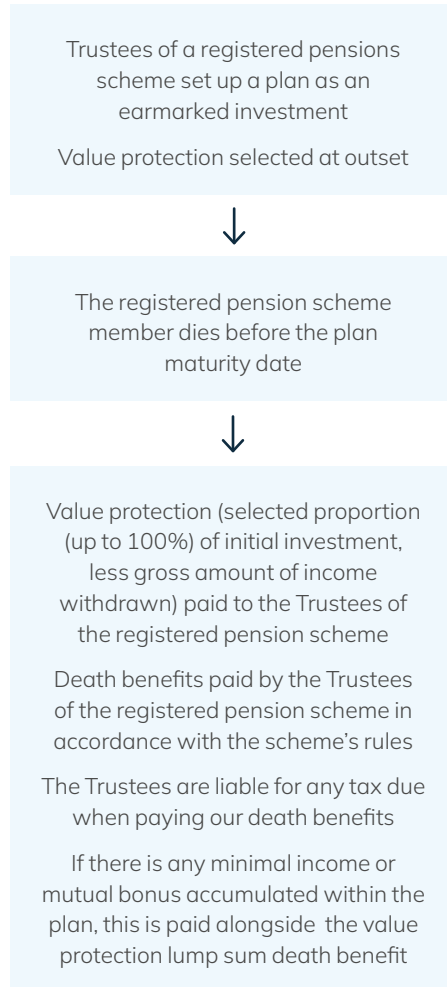 Trustees of a registered pensions
scheme set up a plan as an
earmarked investment
Value protection selected at outset
The registered pension scheme
member dies before the plan
maturity date
Value protection (selected proportion
(up to 100%) of initial investment,
less gross amount of income
withdrawn) paid to the Trustees of
the registered pension scheme
Death benefits paid by the Trustees
of the registered pension scheme in
accordance with the scheme’s rules
The Trustees are liable for any tax due
when paying our death benefits
If there is any minimal income or
mutual bonus accumulated within the
plan, this is paid alongside the value
protection lump sum death benefit